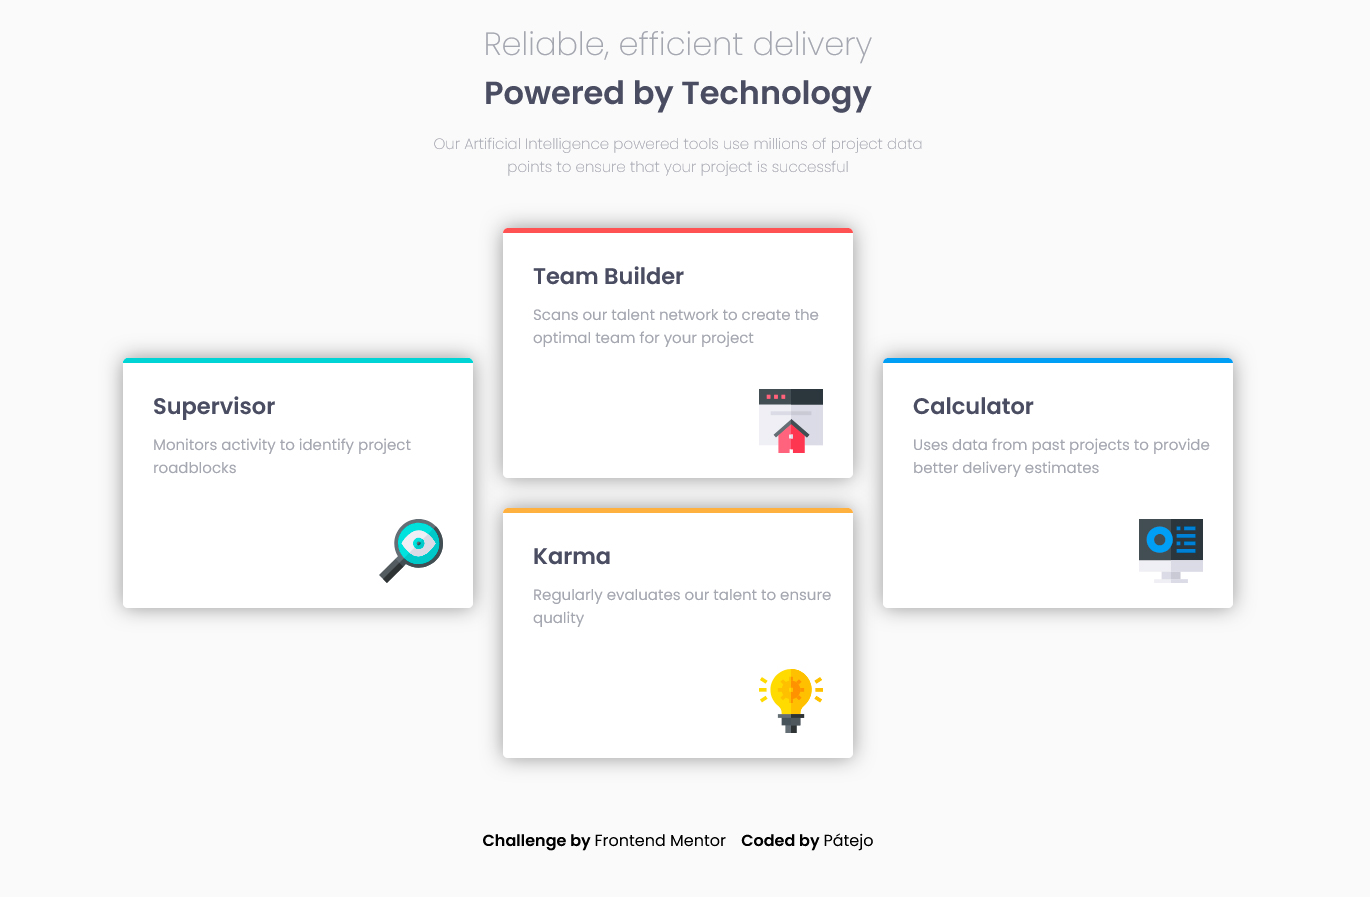 Reliable, efficient delivery
Powered by Technology
Our Artificial Intelligence powered tools use millions of project data
points to ensure that your project is successful
Supervisor
Monitors activity to identify project
roadblocks
Team Builder
Scans our talent network to create the
optimal team for your project
Karma
Regularly evaluates our talent to ensure
quality
Calculator
Uses data from past projects to provide
better delivery estimates
Challenge by Frontend Mentor Coded by Pátejo